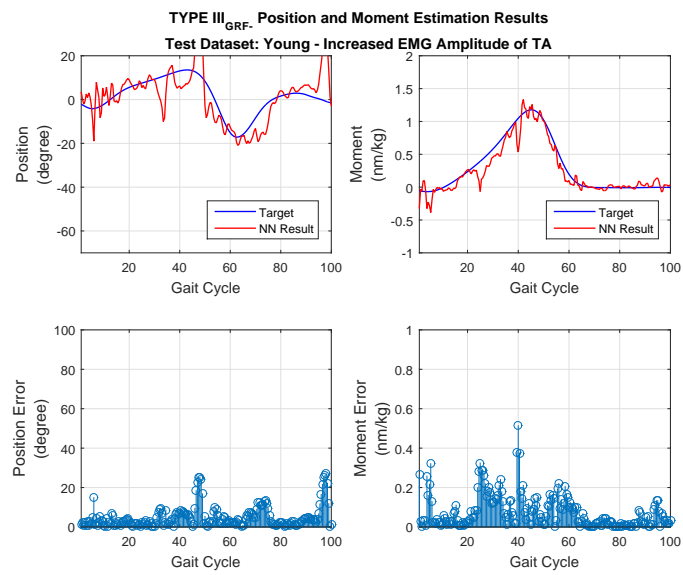 TYPE III_GRF- Position and Moment Estimation Results
Test Dataset: Young - Increased EMG Amplitude of TA
20
0
-20
-40
-60
Position
(degree)
Target
NN Result
20 40 60 80 100
Gait Cycle
2
1.5
1
0.5
0
-0.5
-1
Moment
(nm/kg)
Target
NN Result
20 40 60 80 100
Gait Cycle
100
80
60
40
20
0
Position Error
(degree)
20 40 60 80 100
Gait Cycle
1
0.8
0.6
0.4
0.2
0
Moment Error
(nm/kg)
20 40 60 80 100
Gait Cycle